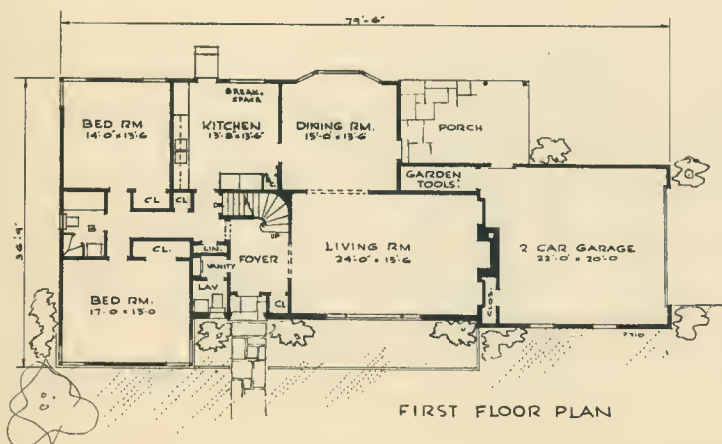 79'-6"
BREAK.
SPACE
BED RM
14'-0" x 13'-6
KITCHEN
13'-8 x 13'-6"
DINING RM.
15'-0" x 13'-6
PORCH
GARDEN
TOOLS
CL.
CL
36'-9"
B
UP
CL.
LIN.
VANITY
FOYER
LIVING RM
24'-0" x 15'-6
2 CAR GARAGE
22'-0" x 20'-0
LAV
BED RM.
17'-0 x 13'-0
CL
WOOD
7910
FIRST FLOOR PLAN